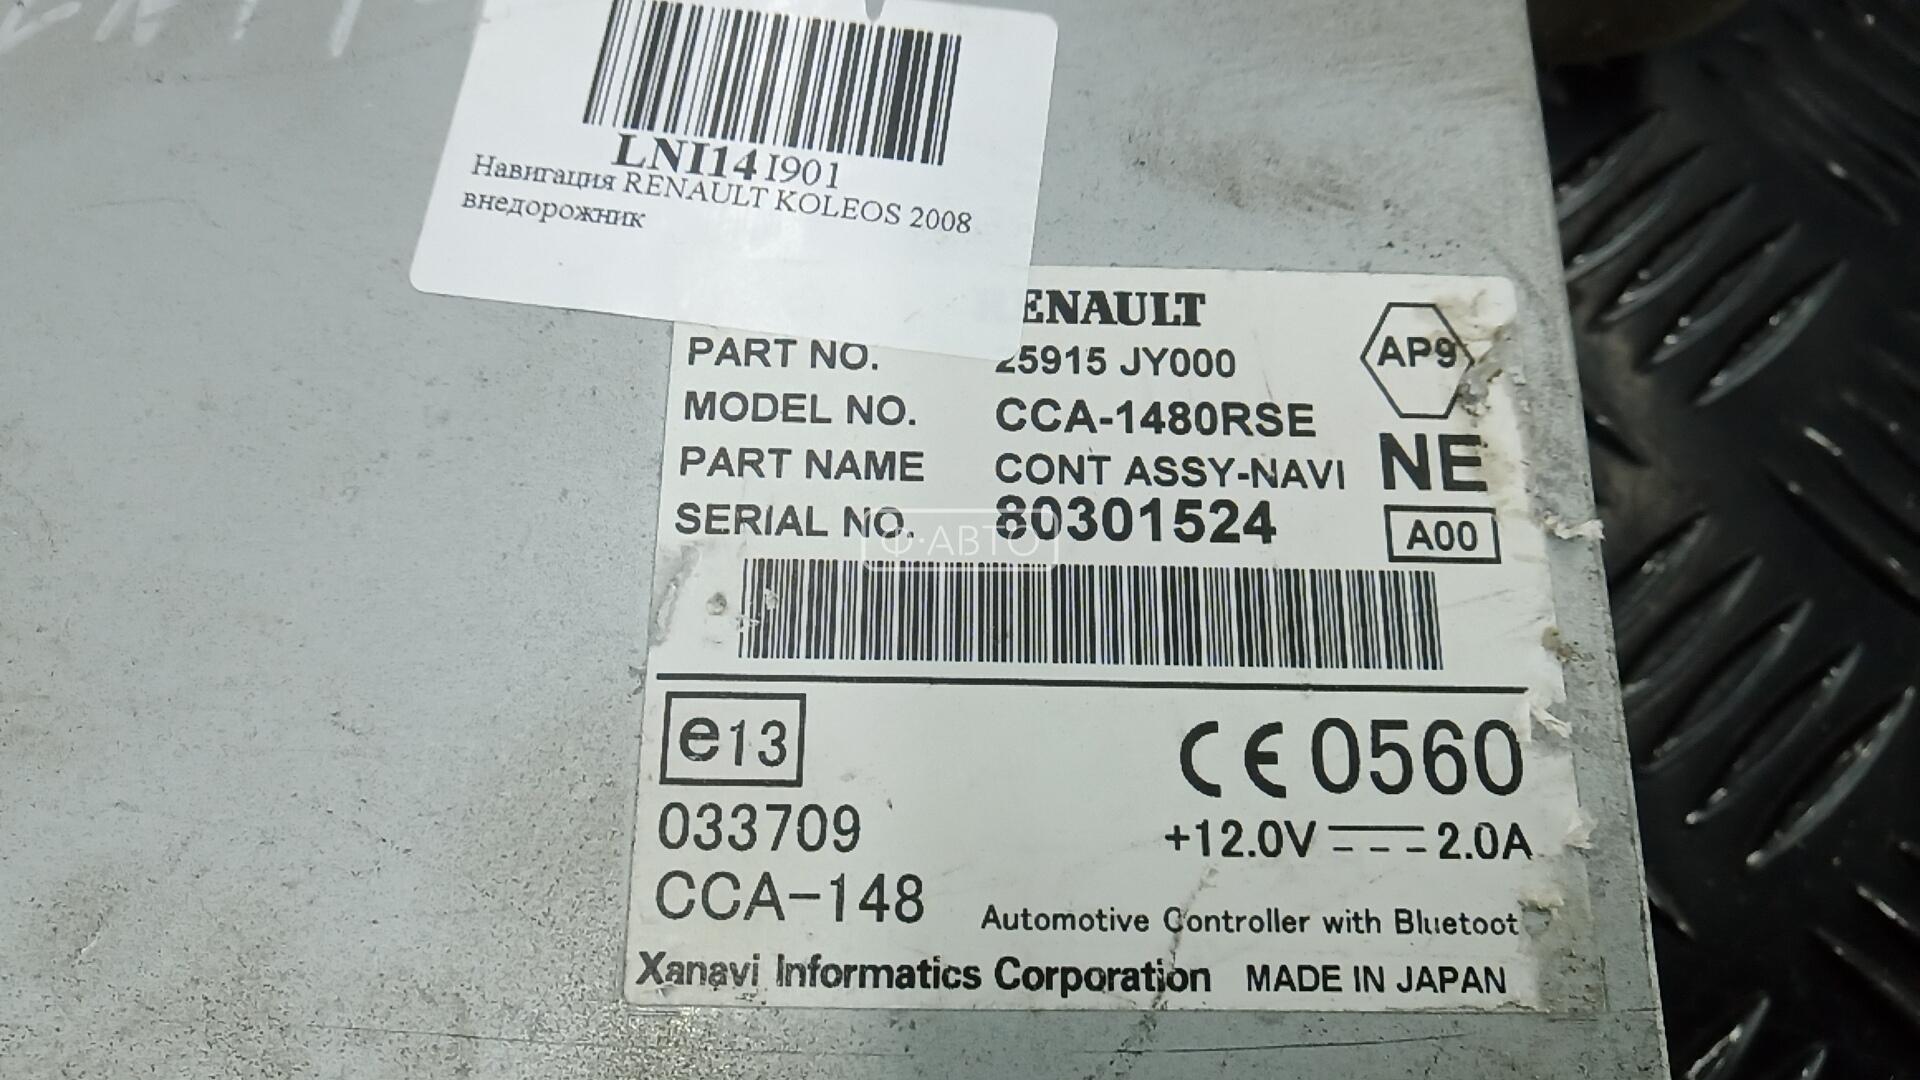 LNI14 I901
Навигация RENAULT KOLEOS 2008
внедорожник
RENAULT
PART NO. 25915 JY000
AP9
MODEL NO. CCA-1480RSE
PART NAME CONT ASSY-NAVI NE
SERIAL NO. 80301524
A00
Ф·АВТО
e13
CE 0560
033709
+12.0V 2.0A
CCA-148
Automotive Controller with Bluetoot
Xanavi Informatics Corporation MADE IN JAPAN